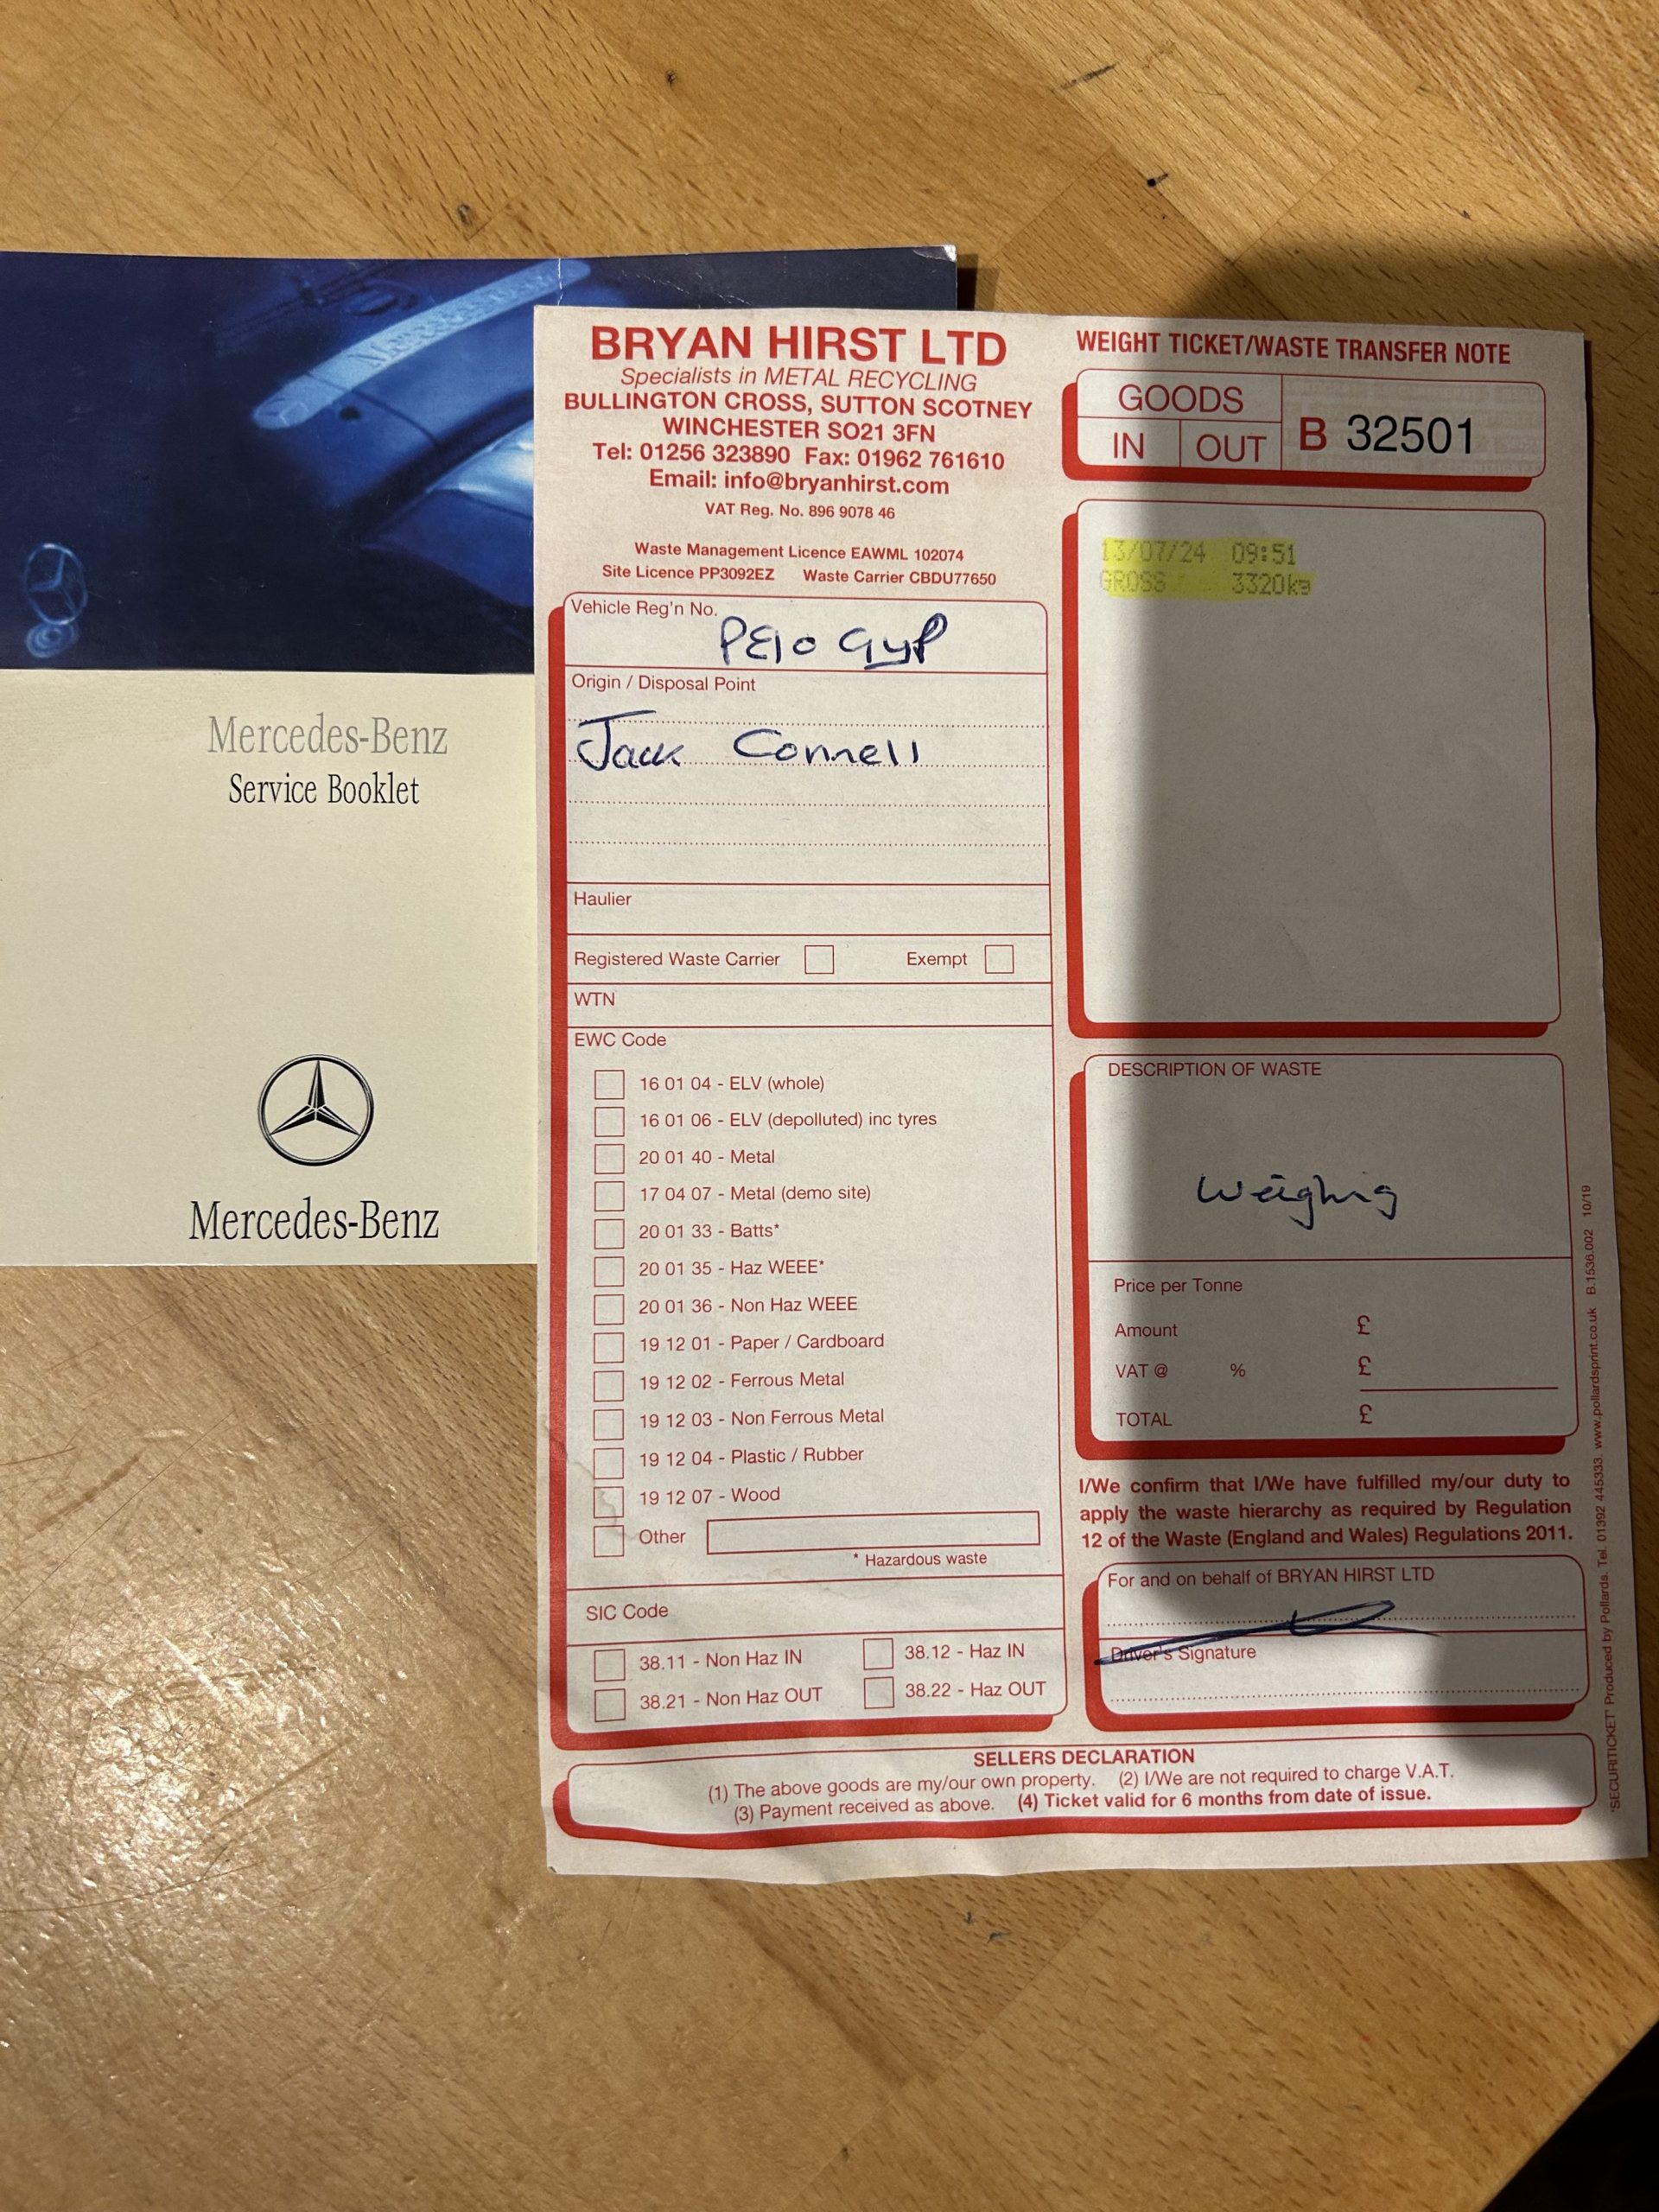 Mercedes-Benz
Service Booklet
Mercedes-Benz
BRYAN HIRST LTD
Specialists in METAL RECYCLING
BULLINGTON CROSS, SUTTON SCOTNEY
WINCHESTER SO21 3FN
Tel: 01256 323890 Fax: 01962 761610
Email: info@bryanhirst.com
VAT Reg. No. 896 9078 46
Waste Management Licence EAWML 102074
Site Licence PP3092EZ Waste Carrier CBDU77650
Vehicle Reg'n No.
PE10 GYP
Origin / Disposal Point
Jack Connell
Haulier
Registered Waste Carrier Exempt
WTN
EWC Code
16 01 04 - ELV (whole)
16 01 06 - ELV (depolluted) inc tyres
20 01 40 - Metal
17 04 07 - Metal (demo site)
20 01 33 - Batts*
20 01 35 - Haz WEEE*
20 01 36 - Non Haz WEEE
19 12 01 - Paper / Cardboard
19 12 02 - Ferrous Metal
19 12 03 - Non Ferrous Metal
19 12 04 - Plastic / Rubber
19 12 07 - Wood
Other
* Hazardous waste
SIC Code
38.11 - Non Haz IN 38.12 - Haz IN
38.21 - Non Haz OUT 38.22 - Haz OUT
WEIGHT TICKET/WASTE TRANSFER NOTE
GOODS
IN OUT
B 32501
13/07/24 09:51
GROSS 3320kg
DESCRIPTION OF WASTE
Weighing
Price per Tonne
Amount £
VAT @ % £
TOTAL £
I/We confirm that I/We have fulfilled my/our duty to
apply the waste hierarchy as required by Regulation
12 of the Waste (England and Wales) Regulations 2011.
For and on behalf of BRYAN HIRST LTD
Driver's Signature
SELLERS DECLARATION
(1) The above goods are my/our own property. (2) I/We are not required to charge V.A.T.
(3) Payment received as above. (4) Ticket valid for 6 months from date of issue.
'SECURITICKET' Produced by Pollards. Tel. 01392 445333. www.pollardsprint.co.uk B.1536.002 10/19